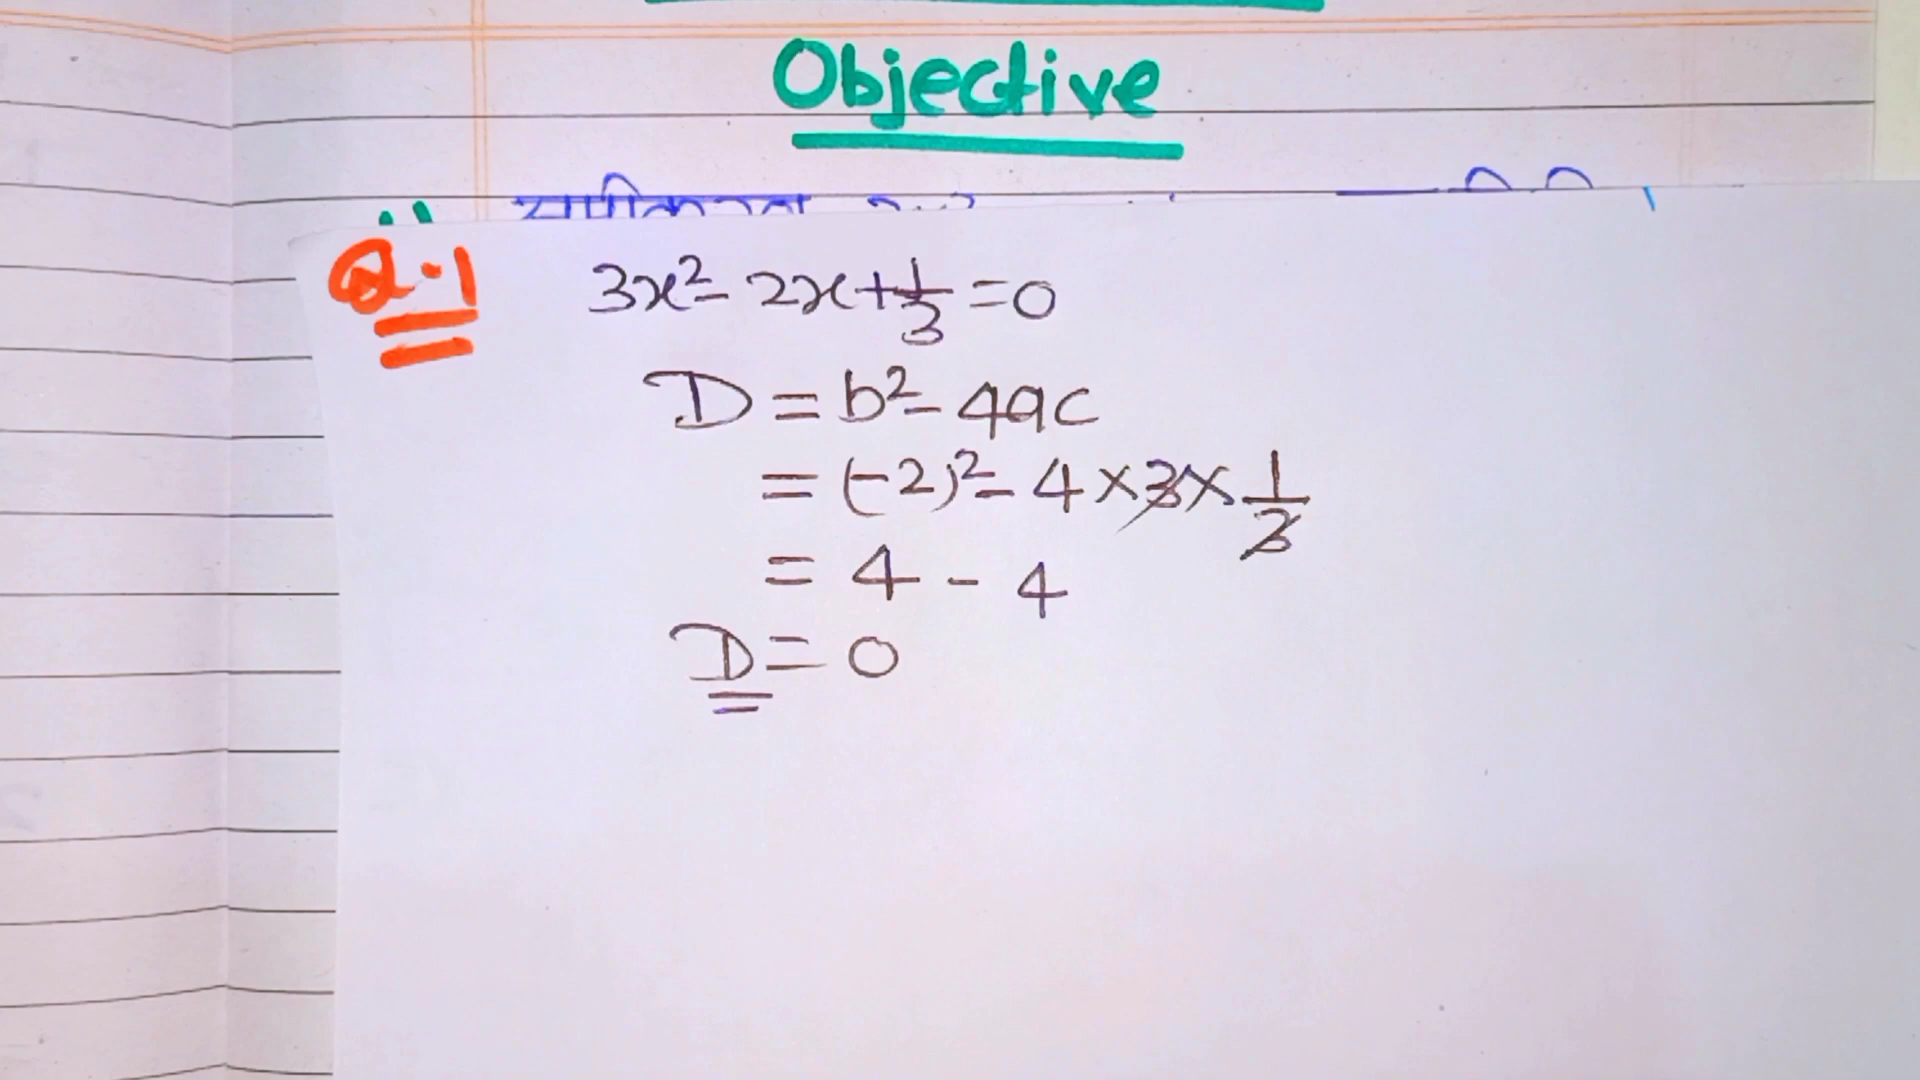 Objective
Q.1 3x² - 2x + 1/3 = 0
D = b² - 4ac
= (-2)² - 4 × 3 × 1/3
= 4 - 4
D = 0